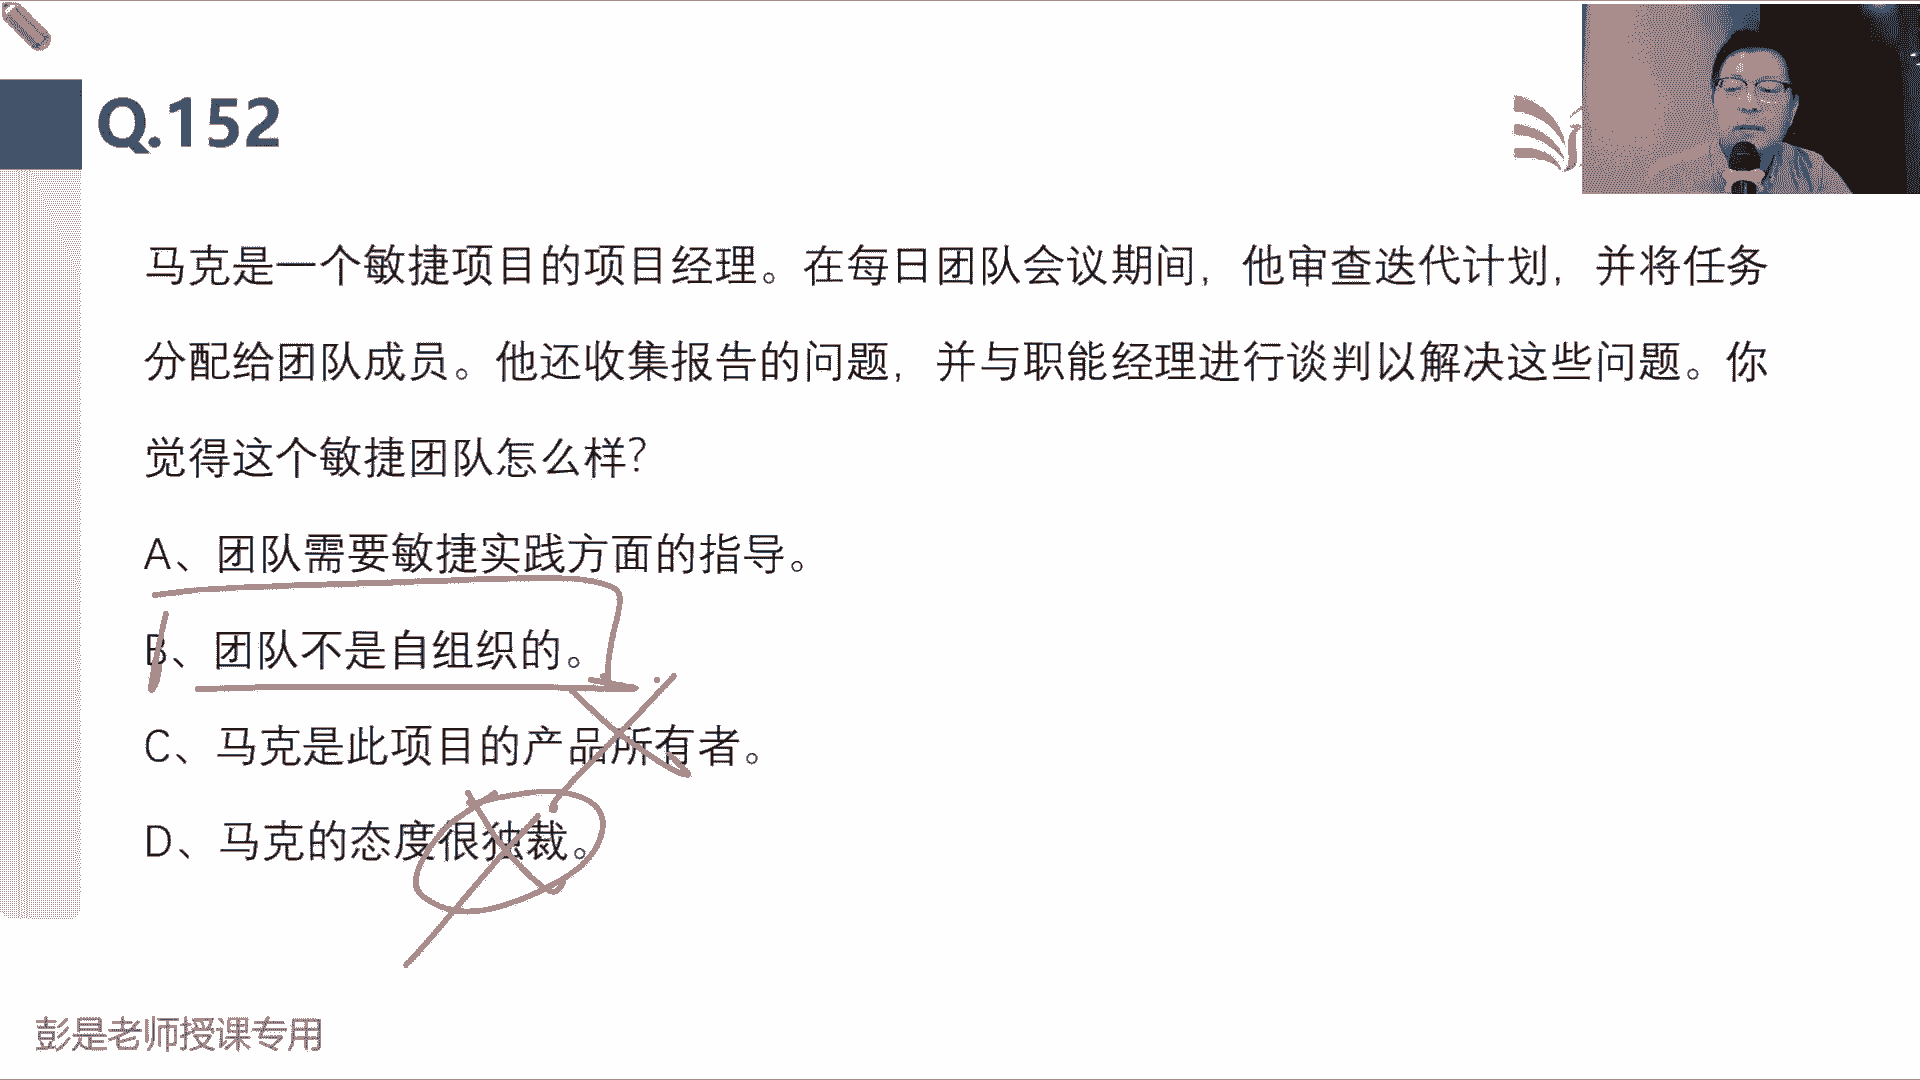 Q.152
马克是一个敏捷项目的项目经理。在每日团队会议期间，他审查迭代计划，并将任务
分配给团队成员。他还收集报告的问题，并与职能经理进行谈判以解决这些问题。你
觉得这个敏捷团队怎么样？
A、团队需要敏捷实践方面的指导。
B、团队不是自组织的。
C、马克是此项目的产品所有者。
D、马克的态度很独裁。
彭是老师授课专用